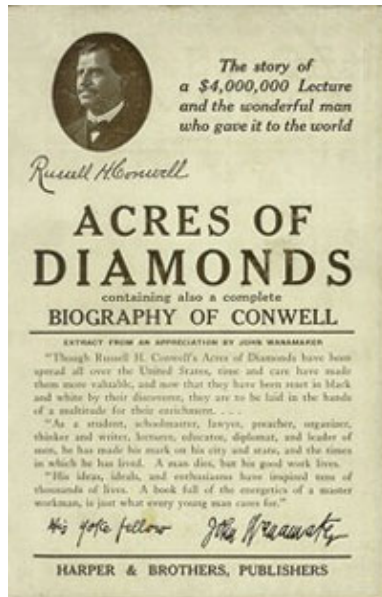 The story of
a $4,000,000 Lecture
and the wonderful man
who gave it to the world
Russell H. Conwell
ACRES OF
DIAMONDS
containing also a complete
BIOGRAPHY OF CONWELL
EXTRACT FROM AN APPRECIATION BY JOHN WANAMAKER
"Though Russell H. Conwell's Acres of Diamonds have been
spread all over the United States, time and care have made
them more valuable, and now that they have been reset in black
and white by their discoverer, they are to be laid in the hands
of a multitude for their enrichment. . . .
"As a student, schoolmaster, lawyer, preacher, organizer,
thinker and writer, lecturer, educator, diplomat, and leader of
men, he has made his mark on his city and state, and the times
in which he has lived. A man dies, but his good work lives.
"His ideas, ideals, and enthusiasms have inspired tens of
thousands of lives. A book full of the energetics of a master
workman, is just what every young man cares for."
His yoke fellow John Wanamaker
HARPER & BROTHERS, PUBLISHERS